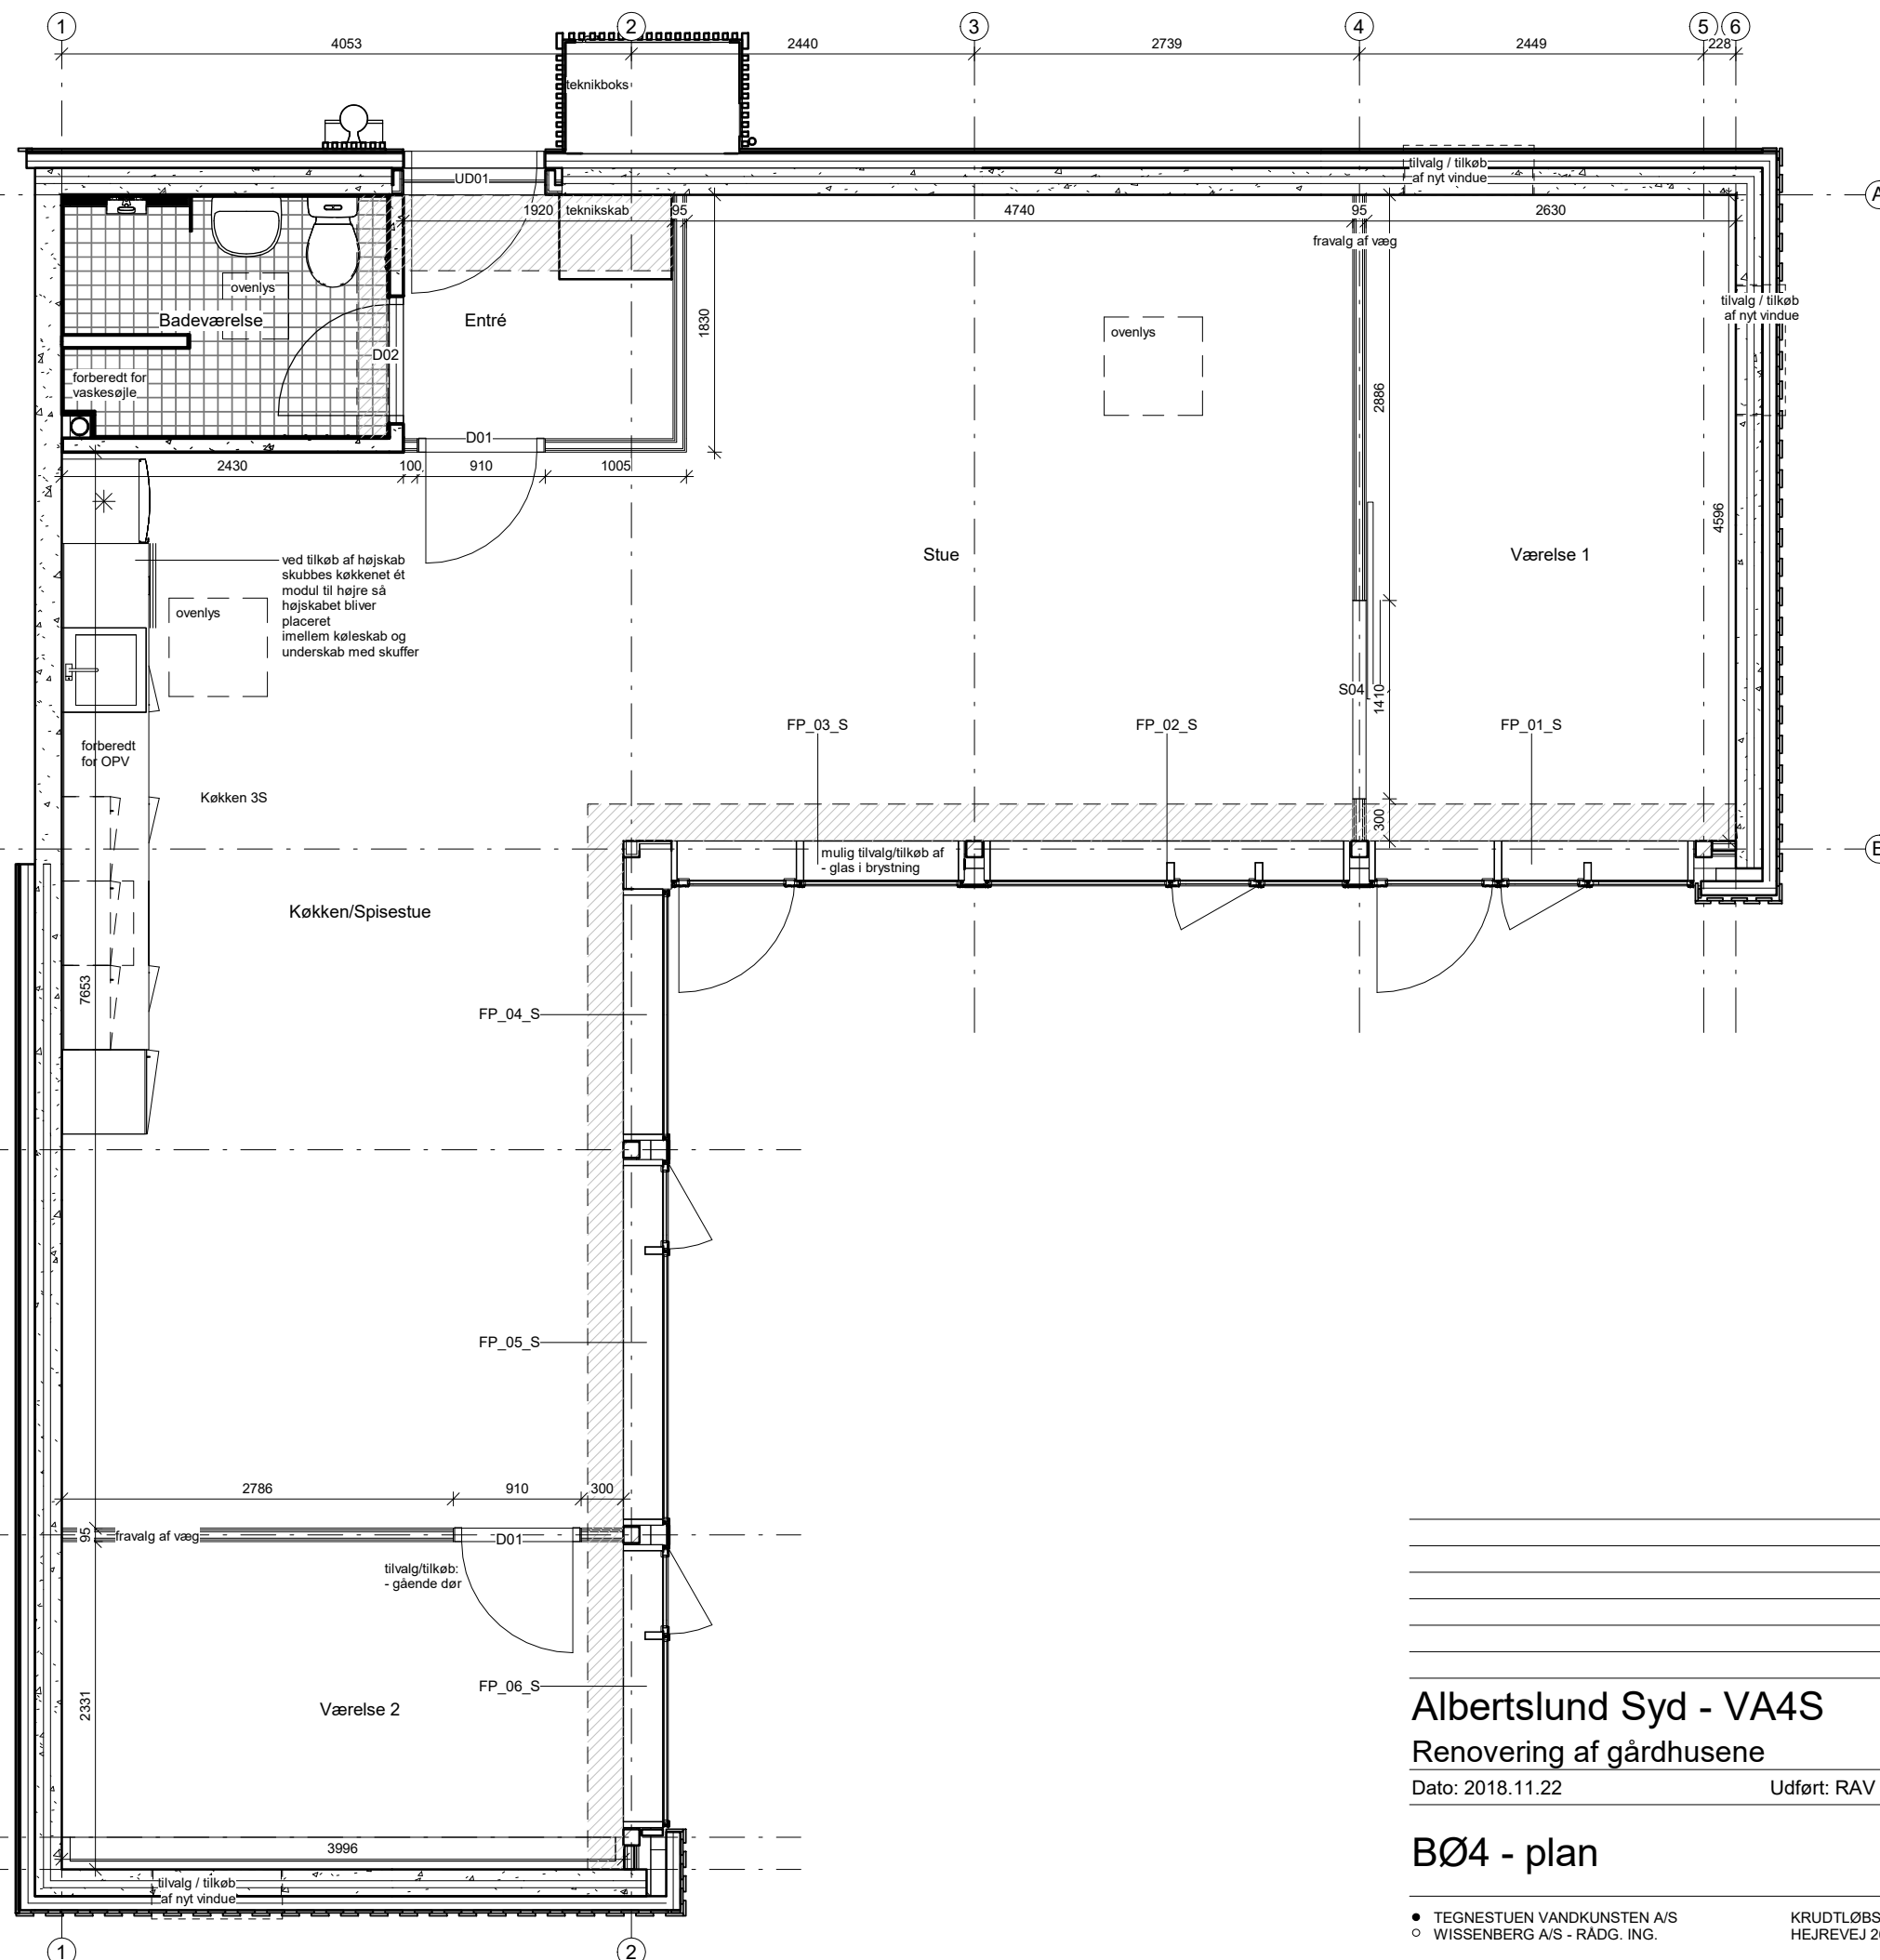 1
2
3
4
5
6
4053
2440
2739
2449
228
teknikboks
UD01
tilvalg / tilkøb
af nyt vindue
A
1920
teknikskab
95
4740
95
2630
fravalg af væg
ovenlys
Badeværelse
Entré
1830
ovenlys
tilvalg / tilkøb
af nyt vindue
D02
forberedt for
vaskesøjle
2886
D01
2430
100
910
1005
4596
ved tilkøb af højskab
skubbes køkkenet ét
modul til højre så
højskabet bliver
placeret
imellem køleskab og
underskab med skuffer
Stue
Værelse 1
ovenlys
S04
1410
FP_03_S
FP_02_S
FP_01_S
forberedt
for OPV
Køkken 3S
300
mulig tilvalg/tilkøb af
- glas i brystning
Køkken/Spisestue
7653
FP_04_S
FP_05_S
2786
910
300
95
fravalg af væg
D01
tilvalg/tilkøb:
- gående dør
FP_06_S
2331
Værelse 2
3996
tilvalg / tilkøb
af nyt vindue
1
2
Albertslund Syd - VA4S
Renovering af gårdhusene
Dato: 2018.11.22
Udført: RAV
BØ4 - plan
TEGNESTUEN VANDKUNSTEN A/S
KRUDTLØBS
WISSENBERG A/S - RÅDG. ING.
HEJREVEJ 2